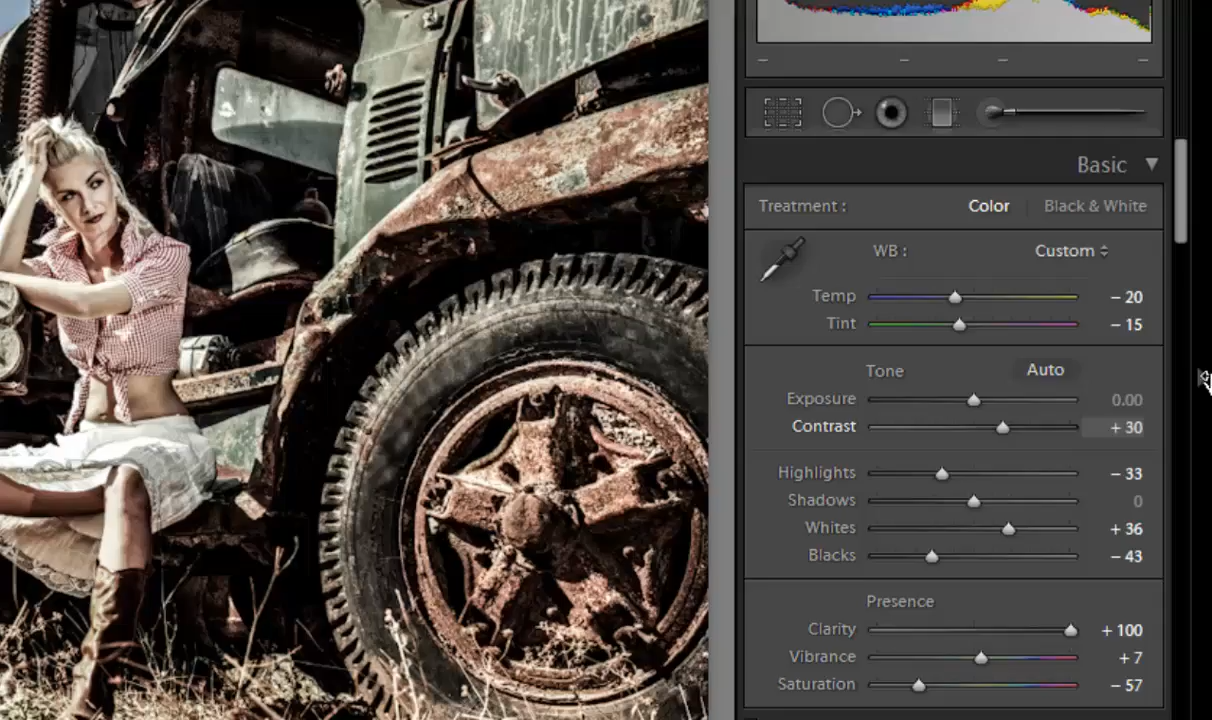 Basic
Treatment : Color Black & White
WB : Custom
Temp − 20
Tint − 15
Tone Auto
Exposure 0.00
Contrast + 30
Highlights − 33
Shadows 0
Whites + 36
Blacks − 43
Presence
Clarity + 100
Vibrance + 7
Saturation − 57